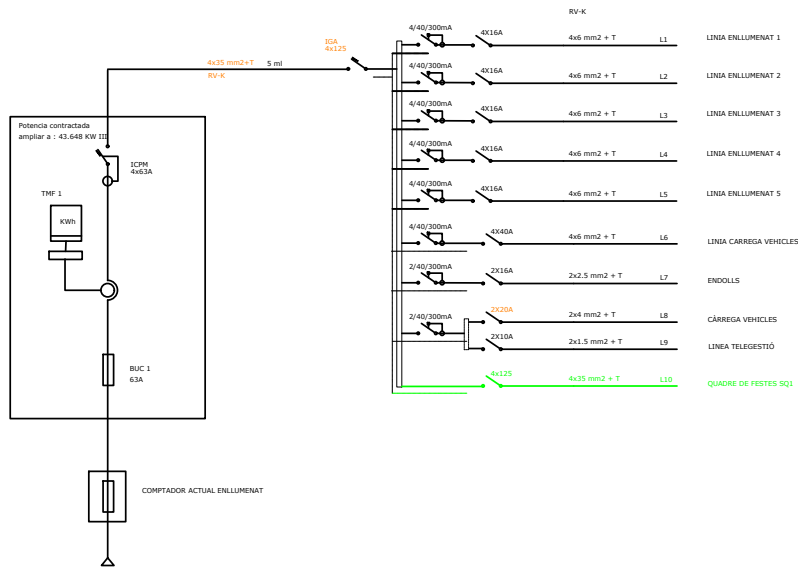 RV-K
4/40/300mA
4X16A
4x6 mm2 + T
L1
LINIA ENLLUMENAT 1
IGA
4x125
4x35 mm2+T
5 ml
RV-K
4/40/300mA
4X16A
4x6 mm2 + T
L2
LINIA ENLLUMENAT 2
4/40/300mA
4X16A
4x6 mm2 + T
L3
LINIA ENLLUMENAT 3
Potencia contractada
ampliar a : 43.648 KW III
ICPM
4x63A
4/40/300mA
4X16A
4x6 mm2 + T
L4
LINIA ENLLUMENAT 4
TMF 1
KWh
4/40/300mA
4X16A
4x6 mm2 + T
L5
LINIA ENLLUMENAT 5
4/40/300mA
4X40A
4x6 mm2 + T
L6
LINIA CARREGA VEHICLES
2/40/300mA
2X16A
2x2.5 mm2 + T
L7
ENDOLLS
2/40/300mA
2X20A
2x4 mm2 + T
L8
CÀRREGA VEHICLES
2X10A
2x1.5 mm2 + T
L9
LINEA TELEGESTIÓ
BUC 1
63A
4x125
4x35 mm2 + T
L10
QUADRE DE FESTES SQ1
COMPTADOR ACTUAL ENLLUMENAT